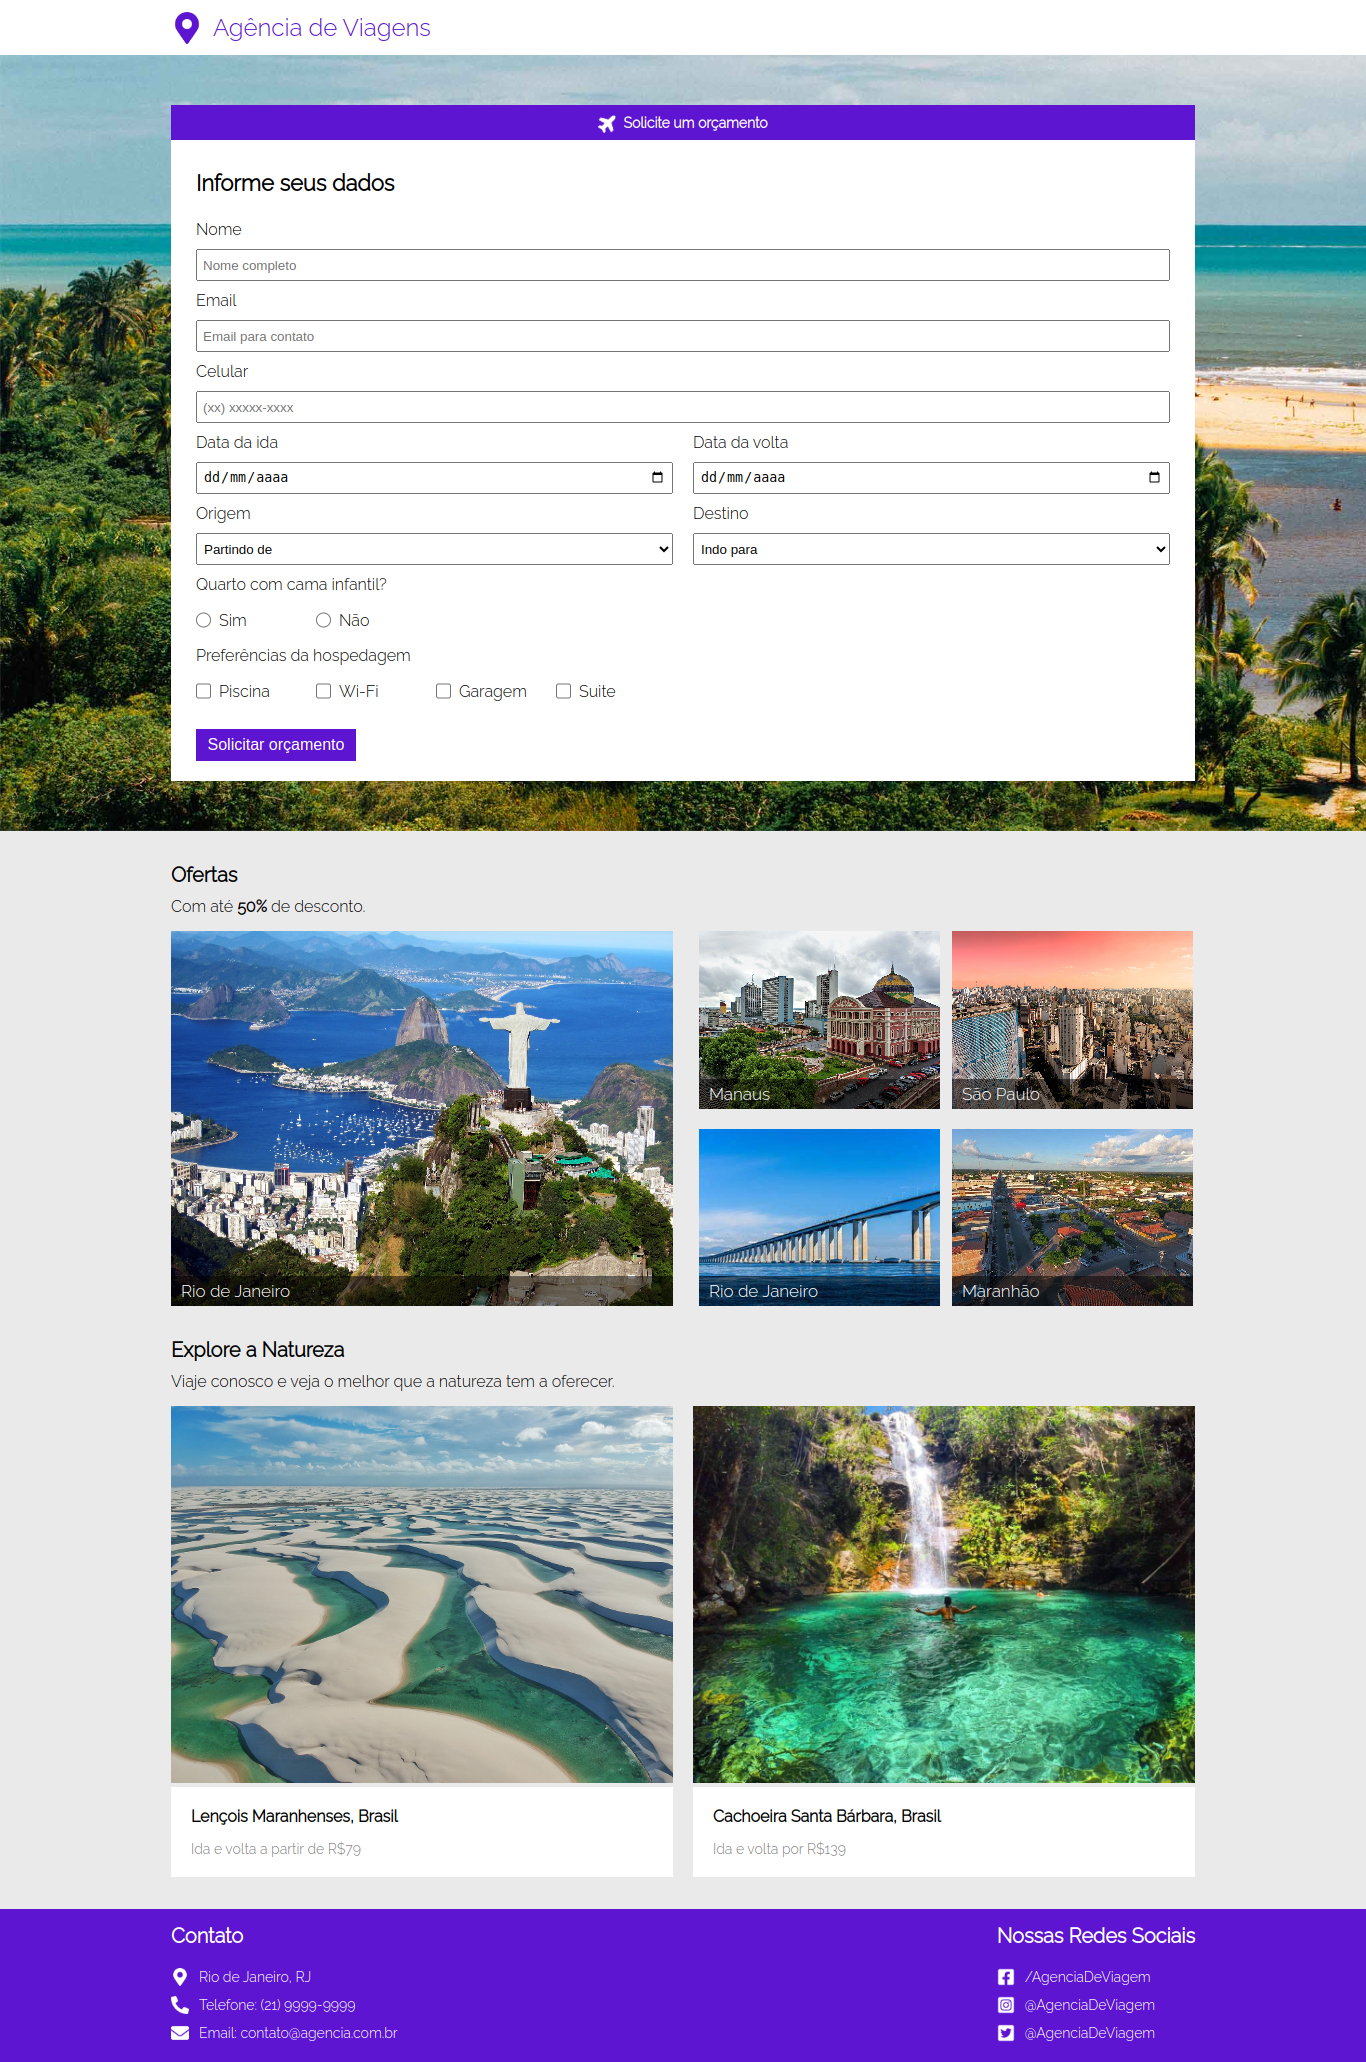 Agência de Viagens
Solicite um orçamento
Informe seus dados
Nome
Nome completo
Email
Email para contato
Celular
(xx) xxxxx-xxxx
Data da ida
Data da volta
dd/mm/aaaa
dd/mm/aaaa
Origem
Destino
Partindo de
Indo para
Quarto com cama infantil?
Sim
Não
Preferências da hospedagem
Piscina
Wi-Fi
Garagem
Suite
Solicitar orçamento
Ofertas
Com até 50% de desconto.
Manaus
São Paulo
Rio de Janeiro
Rio de Janeiro
Maranhão
Explore a Natureza
Viaje conosco e veja o melhor que a natureza tem a oferecer.
Lençois Maranhenses, Brasil
Ida e volta a partir de R$79
Cachoeira Santa Bárbara, Brasil
Ida e volta por R$139
Contato
Rio de Janeiro, RJ
Telefone: (21) 9999-9999
Email: contato@agencia.com.br
Nossas Redes Sociais
/AgenciaDeViagem
@AgenciaDeViagem
@AgenciaDeViagem